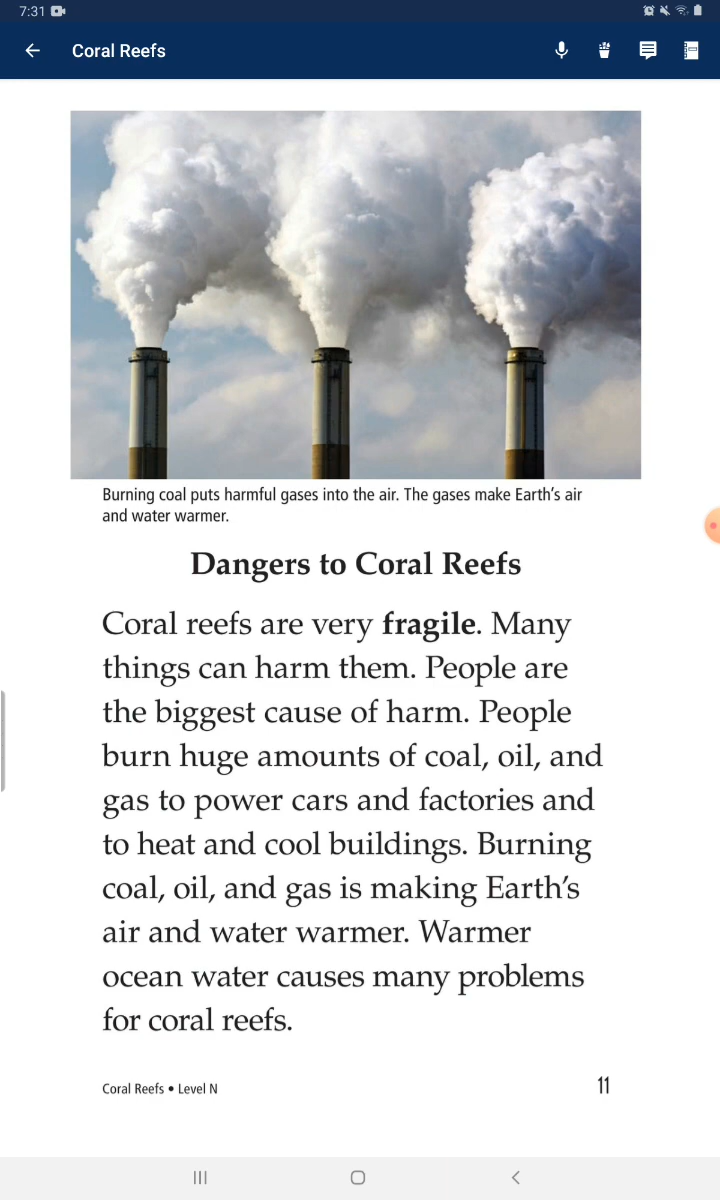 7:31
Coral Reefs
Burning coal puts harmful gases into the air. The gases make Earth's air
and water warmer.
Dangers to Coral Reefs
Coral reefs are very fragile. Many
things can harm them. People are
the biggest cause of harm. People
burn huge amounts of coal, oil, and
gas to power cars and factories and
to heat and cool buildings. Burning
coal, oil, and gas is making Earth's
air and water warmer. Warmer
ocean water causes many problems
for coral reefs.
Coral Reefs • Level N
11